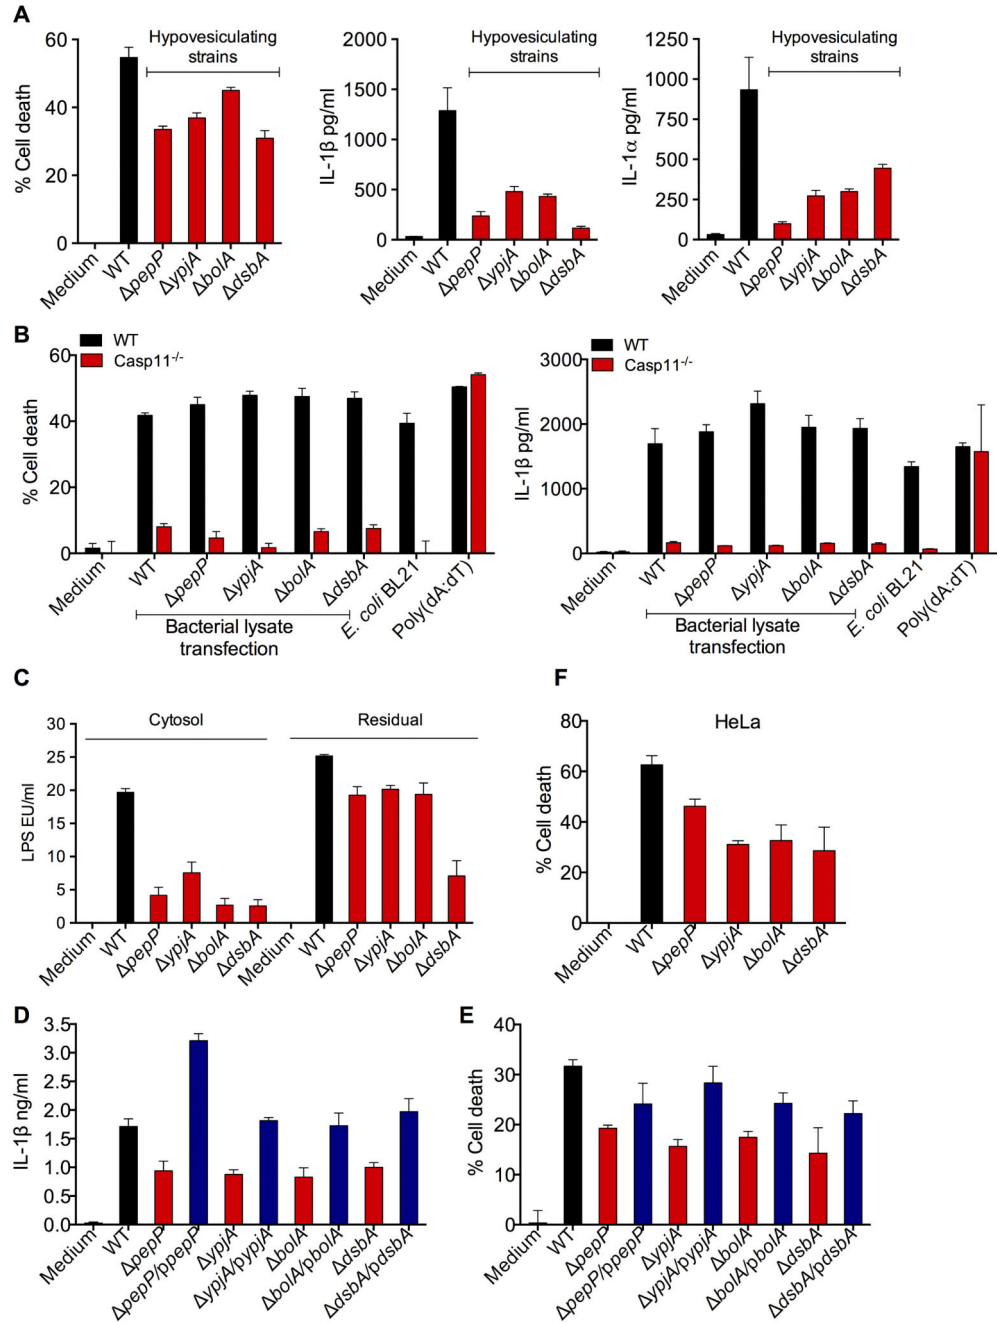 A
% Cell death
60
40
20
0
Hypovesiculating
strains
Medium
WT
ΔpepP
ΔypjA
ΔbolA
ΔdsbA
IL-1β pg/ml
2000
1500
1000
500
0
Hypovesiculating
strains
Medium
WT
ΔpepP
ΔypjA
ΔbolA
ΔdsbA
IL-1α pg/ml
1250
1000
750
500
250
0
Hypovesiculating
strains
Medium
WT
ΔpepP
ΔypjA
ΔbolA
ΔdsbA
B
WT
Casp11-/-
% Cell death
60
40
20
0
Medium
WT
ΔpepP
ΔypjA
ΔbolA
ΔdsbA
E. coli BL21
Poly(dA:dT)
Bacterial lysate
transfection
WT
Casp11-/-
IL-1β pg/ml
3000
2000
1000
0
Medium
WT
ΔpepP
ΔypjA
ΔbolA
ΔdsbA
E. coli BL21
Poly(dA:dT)
Bacterial lysate
transfection
C
Cytosol
Residual
LPS EU/ml
30
25
20
15
10
5
0
Medium
WT
ΔpepP
ΔypjA
ΔbolA
ΔdsbA
Medium
WT
ΔpepP
ΔypjA
ΔbolA
ΔdsbA
F
HeLa
% Cell death
80
60
40
20
0
Medium
WT
ΔpepP
ΔypjA
ΔbolA
ΔdsbA
D
IL-1β ng/ml
3.5
3.0
2.5
2.0
1.5
1.0
0.5
0.0
Medium
WT
ΔpepP
ΔpepP/ppepP
ΔypjA
ΔypjA/pypjA
ΔbolA
ΔbolA/pbolA
ΔdsbA
ΔdsbA/pdsbA
E
% Cell death
40
30
20
10
0
Medium
WT
ΔpepP
ΔpepP/ppepP
ΔypjA
ΔypjA/pypjA
ΔbolA
ΔbolA/pbolA
ΔdsbA
ΔdsbA/pdsbA